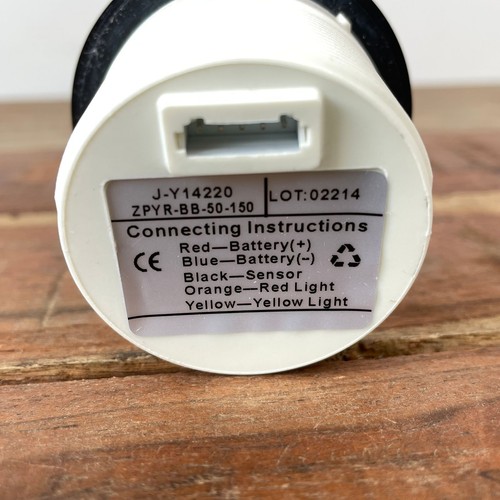 J-Y14220
ZPYR-BB-50-150
LOT:02214
Connecting Instructions
Red—Battery(+)
Blue—Battery(--)
CE
Black—Sensor
Orange—Red Light
Yellow—Yellow Light